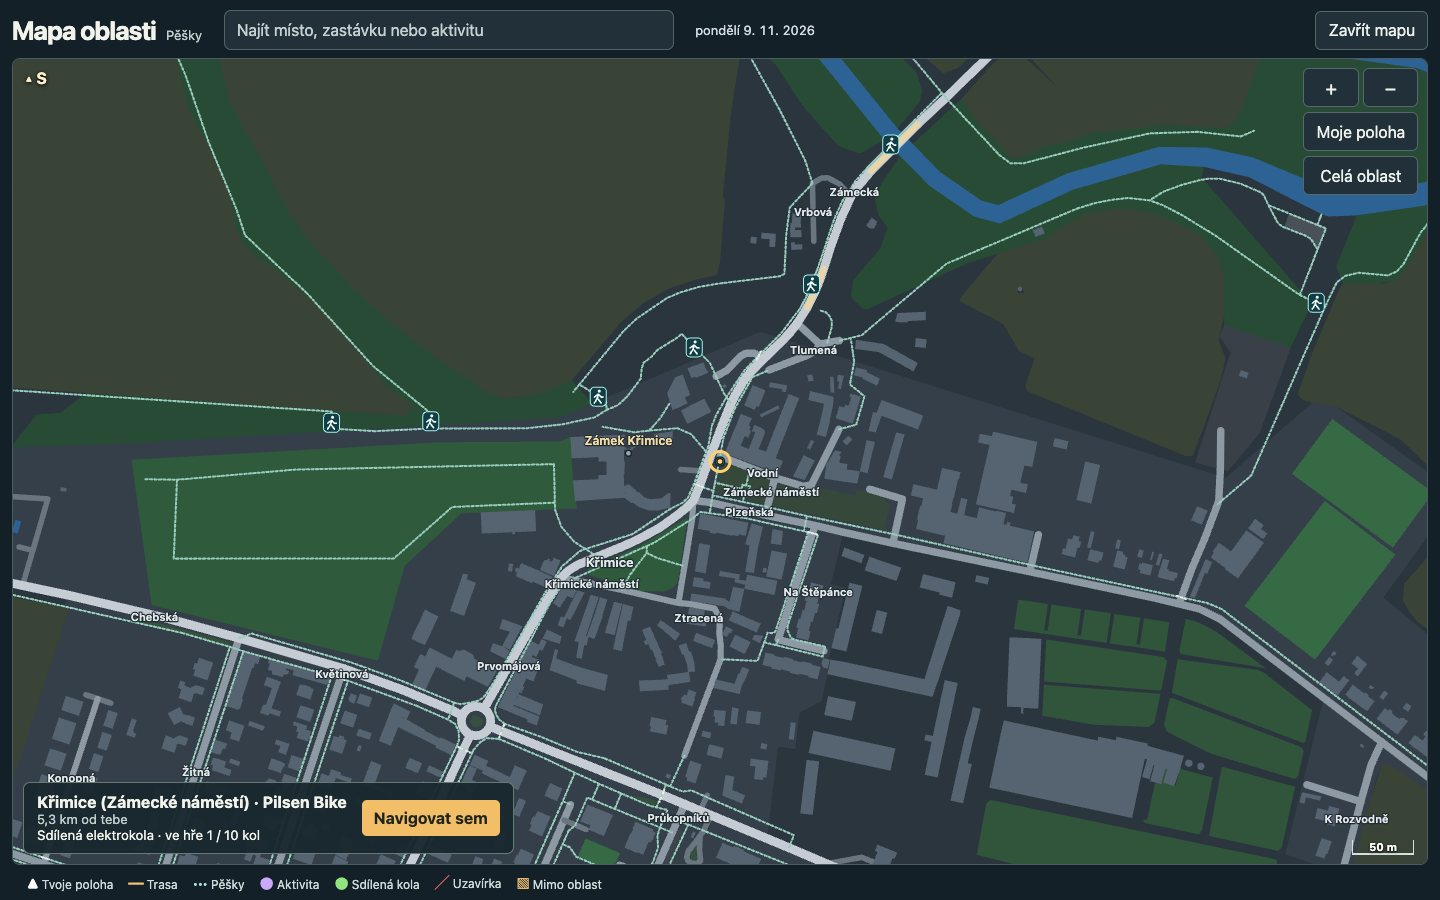 Mapa oblasti Pěšky
Najít místo, zastávku nebo aktivitu
pondělí 9. 11. 2026
Zavřít mapu
▲ S
+ −
Moje poloha
Celá oblast
Zámecká
Vrbová
Tlumená
Zámek Křimice
Vodní
Zámecké náměstí
Plzeňská
Křimice
Křimické náměstí
Na Štěpánce
Chebská
Ztracená
Prvomájová
Květinová
Žitná
Konopná
Průkopníků
K Rozvodně
Křimice (Zámecké náměstí) · Pilsen Bike
5,3 km od tebe
Sdílená elektrokola · ve hře 1 / 10 kol
Navigovat sem
50 m
Tvoje poloha Trasa Pěšky Aktivita Sdílená kola Uzavírka Mimo oblast